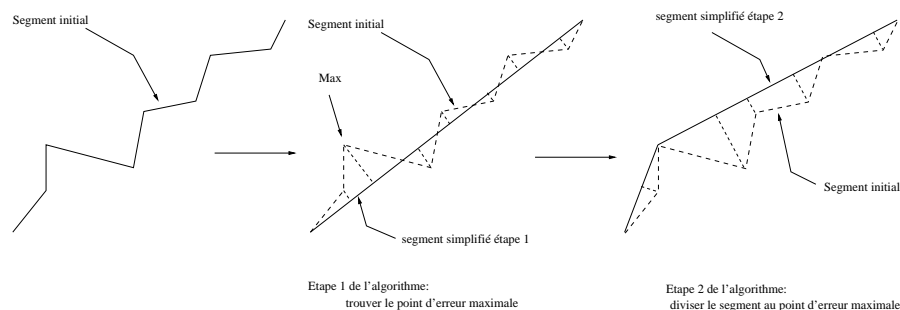 Segment initial
Segment initial
Max
segment simplifié étape 1
segment simplifié étape 2
Segment initial
Etape 1 de l'algorithme:
trouver le point d'erreur maximale
Etape 2 de l'algorithme:
diviser le segment au point d'erreur maximale